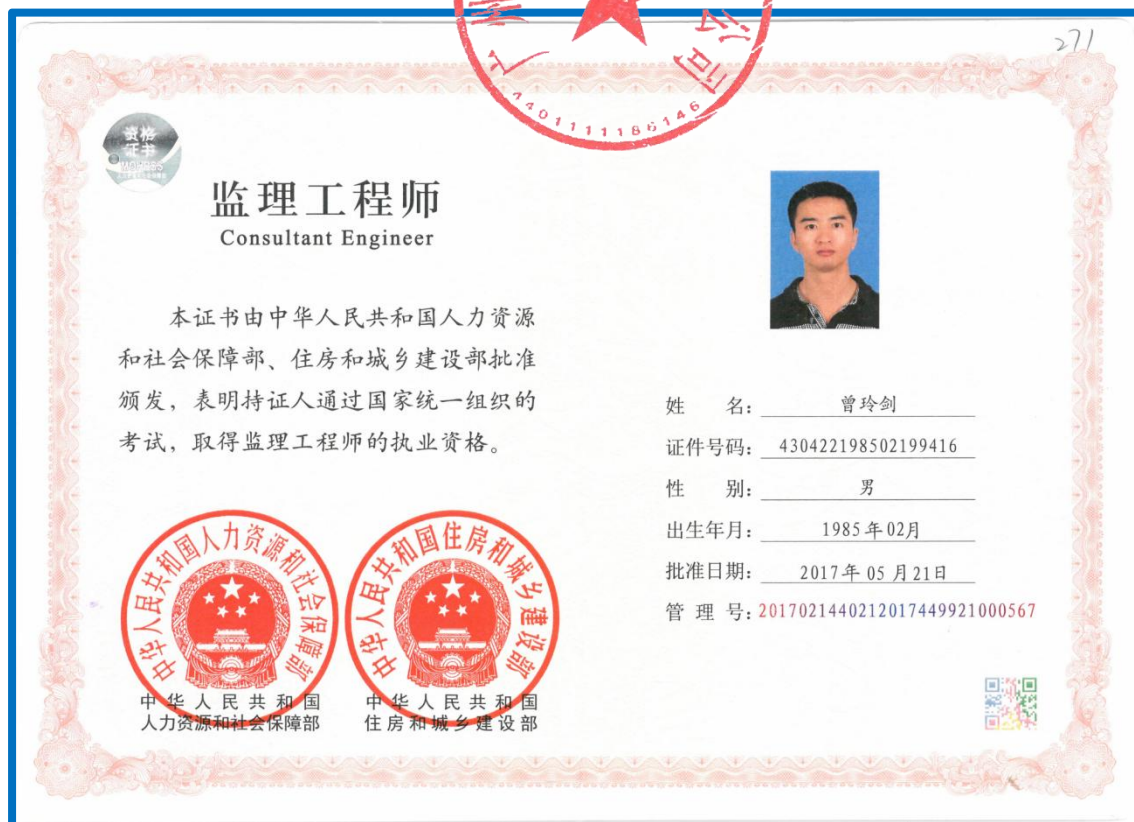 广州
公司
4401111186146
271
资格
证书
MOHRSS
监理工程师
Consultant Engineer
本证书由中华人民共和国人力资源
和社会保障部、住房和城乡建设部批准
颁发，表明持证人通过国家统一组织的
考试，取得监理工程师的执业资格。
姓　名：曾玲剑
证件号码：430422198502199416
性　别：男
出生年月：1985年02月
批准日期：2017年05月21日
管 理 号：2017021440212017449921000567
中华人民共和国人力资源和社会保障部
中华人民共和国住房和城乡建设部
中华人民共和国
人力资源和社会保障部
中华人民共和国
住房和城乡建设部